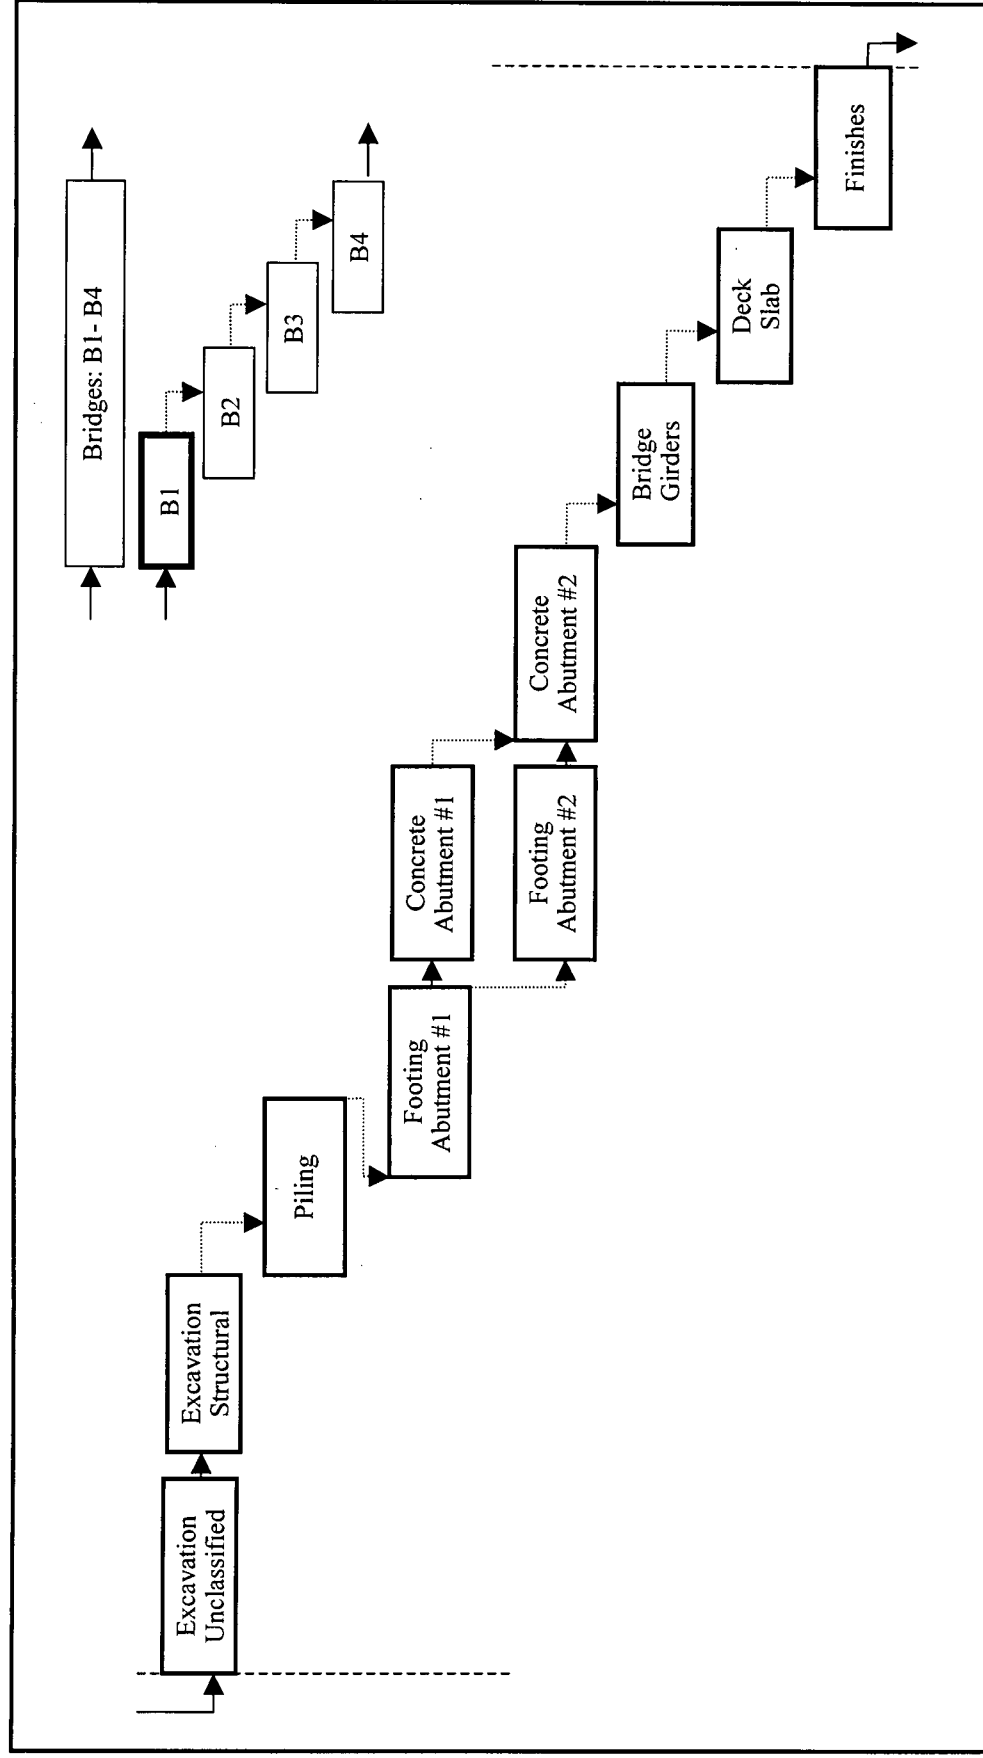 Bridges: B1- B4
B1
B2
B3
B4
Excavation
Unclassified
Excavation
Structural
Piling
Footing
Abutment #1
Concrete
Abutment #1
Footing
Abutment #2
Concrete
Abutment #2
Bridge
Girders
Deck
Slab
Finishes